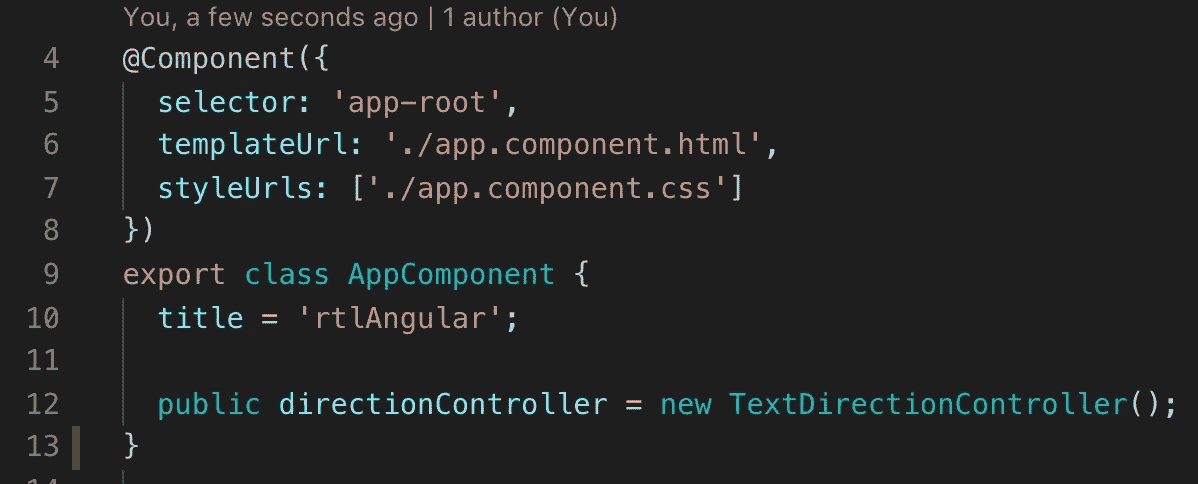 You, a few seconds ago | 1 author (You)
4 @Component({
5 selector: 'app-root',
6 templateUrl: './app.component.html',
7 styleUrls: ['./app.component.css']
8 })
9 export class AppComponent {
10 title = 'rtlAngular';
11
12 public directionController = new TextDirectionController();
13 }
14